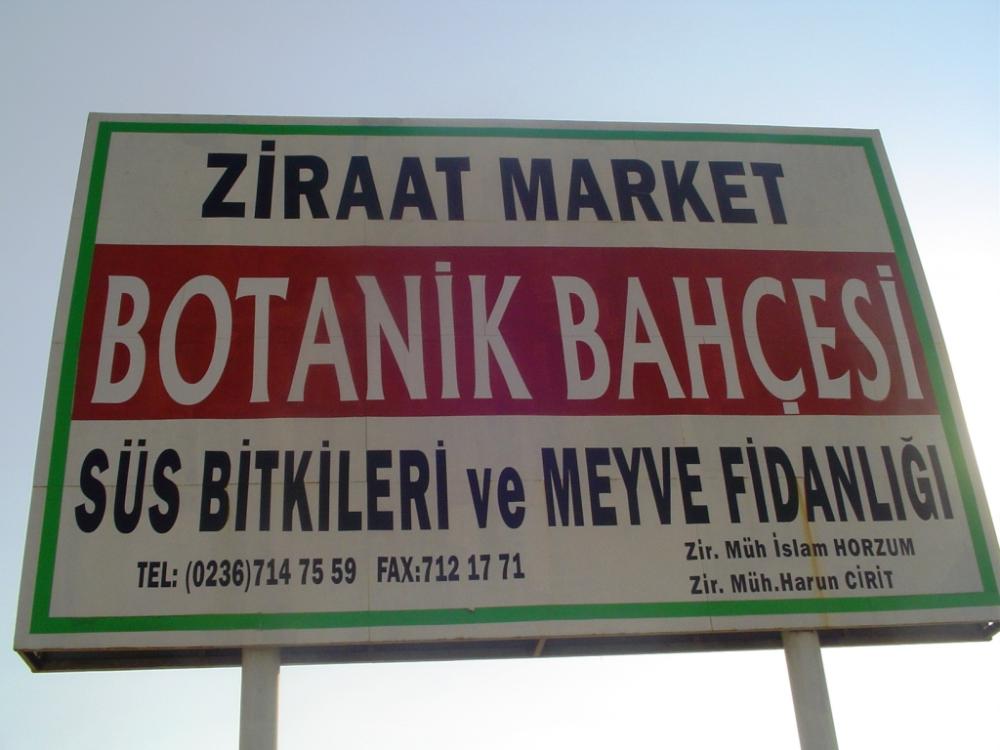 ZİRAAT MARKET
BOTANİK BAHÇESİ
SÜS BİTKİLERİ ve MEYVE FİDANLIĞI
TEL: (0236)714 75 59 FAX:712 17 71
Zir. Müh İslam HORZUM
Zir. Müh.Harun CİRİT